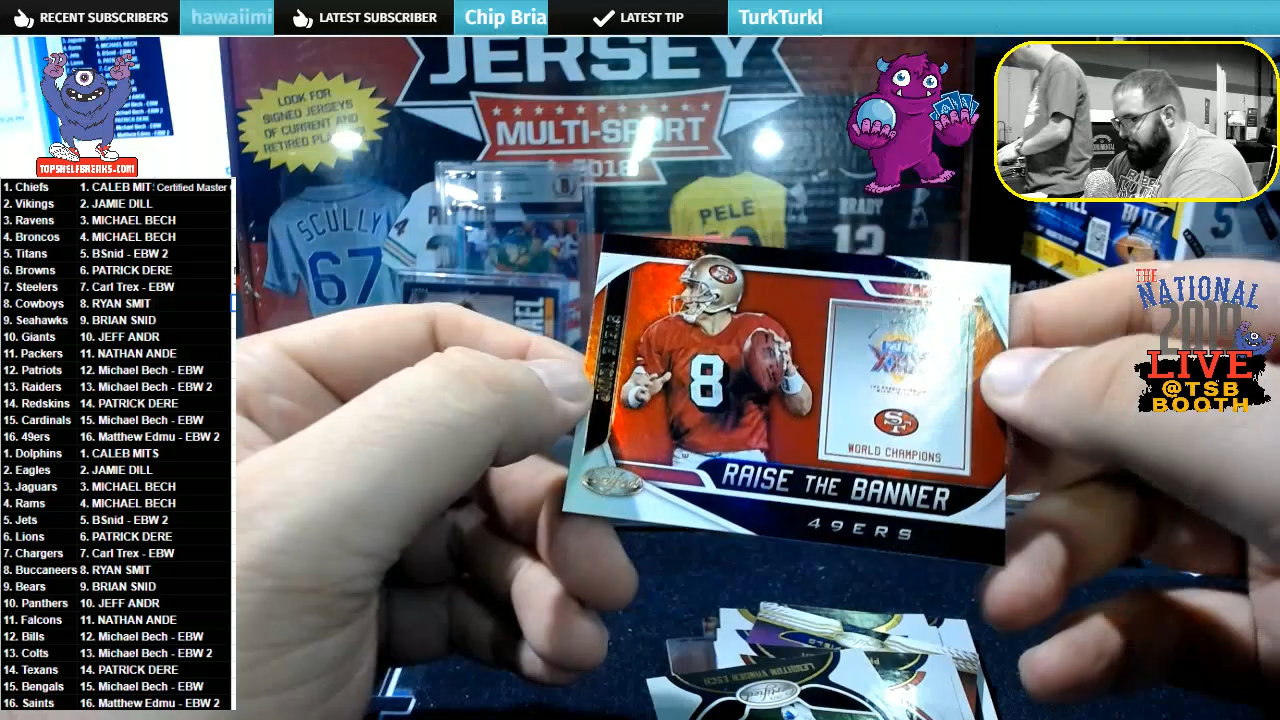 RECENT SUBSCRIBERS
hawaiimi
LATEST SUBSCRIBER
Chip Bria
LATEST TIP
TurkTurkl
TOPSHELFBREAKS.COM
1. Chiefs 1. CALEB MIT: Certified Master
2. Vikings 2. JAMIE DILL
3. Ravens 3. MICHAEL BECH
4. Broncos 4. MICHAEL BECH
5. Titans 5. BSnid - EBW 2
6. Browns 6. PATRICK DERE
7. Steelers 7. Carl Trex - EBW
8. Cowboys 8. RYAN SMIT
9. Seahawks 9. BRIAN SNID
10. Giants 10. JEFF ANDR
11. Packers 11. NATHAN ANDE
12. Patriots 12. Michael Bech - EBW
13. Raiders 13. Michael Bech - EBW 2
14. Redskins 14. PATRICK DERE
15. Cardinals 15. Michael Bech - EBW
16. 49ers 16. Matthew Edmu - EBW 2
1. Dolphins 1. CALEB MITS
2. Eagles 2. JAMIE DILL
3. Jaguars 3. MICHAEL BECH
4. Rams 4. MICHAEL BECH
5. Jets 5. BSnid - EBW 2
6. Lions 6. PATRICK DERE
7. Chargers 7. Carl Trex - EBW
8. Buccaneers 8. RYAN SMIT
9. Bears 9. BRIAN SNID
10. Panthers 10. JEFF ANDR
11. Falcons 11. NATHAN ANDE
12. Bills 12. Michael Bech - EBW
13. Colts 13. Michael Bech - EBW 2
14. Texans 14. PATRICK DERE
15. Bengals 15. Michael Bech - EBW
16. Saints 16. Matthew Edmu - EBW 2
LOOK FOR
SIGNED JERSEYS
OF CURRENT AND
RETIRED
JERSEY
MULTI-SPORT
2018
SCULLY
67
PELÉ
BRADY
12
BLITZ
5
THE
NATIONAL
2019
LIVE
@TSB
BOOTH
STEVE YOUNG
8
SF
WORLD CHAMPIONS
Certified
RAISE THE BANNER
49ERS
LEIGHTON VANDER ESCH
Certified